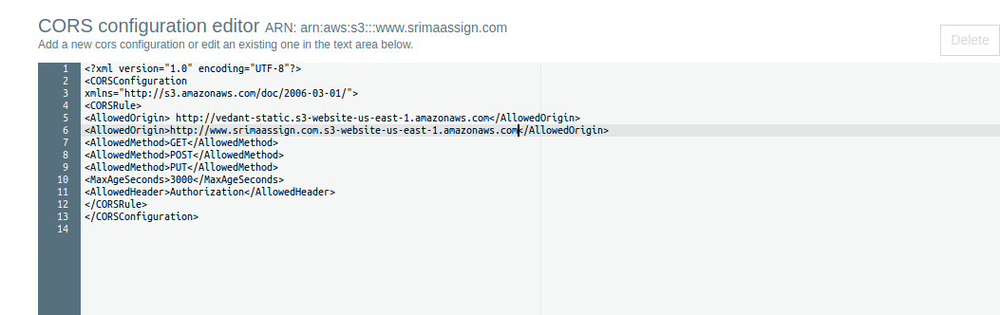 CORS configuration editor ARN: arn:aws:s3:::www.srimaassign.com
Add a new cors configuration or edit an existing one in the text area below.
Delete
1 <?xml version="1.0" encoding="UTF-8"?>
2 <CORSConfiguration
3 xmlns="http://s3.amazonaws.com/doc/2006-03-01/">
4 <CORSRule>
5 <AllowedOrigin> http://vedant-static.s3-website-us-east-1.amazonaws.com</AllowedOrigin>
6 <AllowedOrigin>http://www.srimaassign.com.s3-website-us-east-1.amazonaws.com</AllowedOrigin>
7 <AllowedMethod>GET</AllowedMethod>
8 <AllowedMethod>POST</AllowedMethod>
9 <AllowedMethod>PUT</AllowedMethod>
10 <MaxAgeSeconds>3000</MaxAgeSeconds>
11 <AllowedHeader>Authorization</AllowedHeader>
12 </CORSRule>
13 </CORSConfiguration>
14